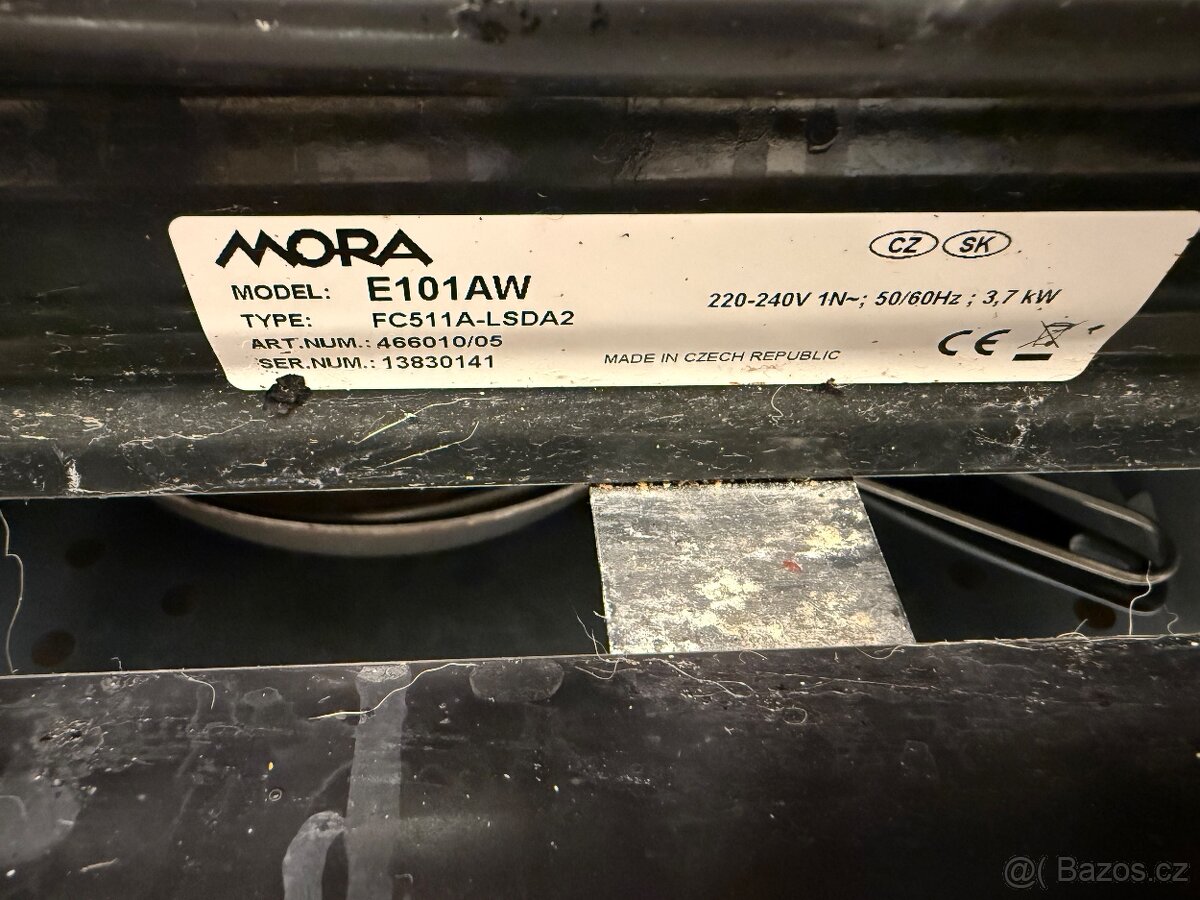 MORA
CZ SK
MODEL: E101AW
220-240V 1N~; 50/60Hz ; 3,7 kW
TYPE: FC511A-LSDA2
ART.NUM.: 466010/05
CE
SER.NUM.: 13830141
MADE IN CZECH REPUBLIC
@( Bazos.cz